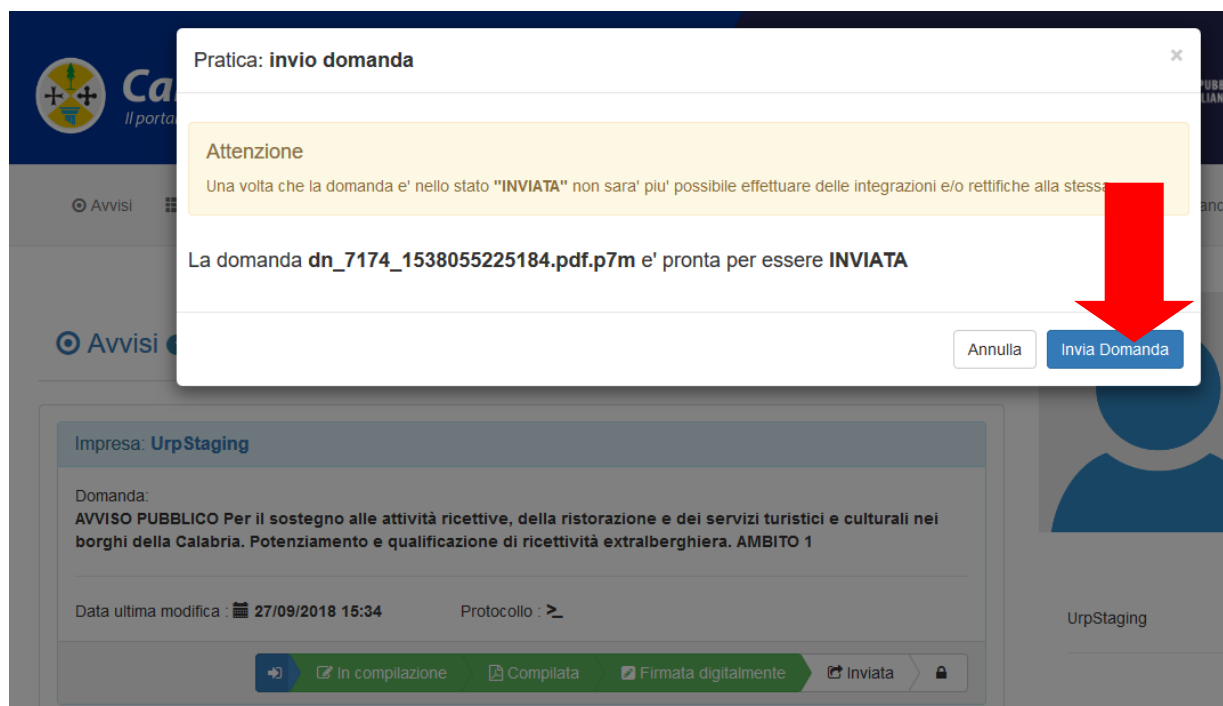 Pratica: invio domanda
×
Attenzione
Una volta che la domanda e' nello stato "INVIATA" non sara' piu' possibile effettuare delle integrazioni e/o rettifiche alla stessa
La domanda dn_7174_1538055225184.pdf.p7m e' pronta per essere INVIATA
Annulla
Invia Domanda
Il
Avvisi
Avvisi
Impresa: UrpStaging
Domanda:
AVVISO PUBBLICO Per il sostegno alle attività ricettive, della ristorazione e dei servizi turistici e culturali nei
borghi della Calabria. Potenziamento e qualificazione di ricettività extralberghiera. AMBITO 1
Data ultima modifica : 27/09/2018 15:34
Protocollo : >_
In compilazione
Compilata
Firmata digitalmente
Inviata
UrpStaging